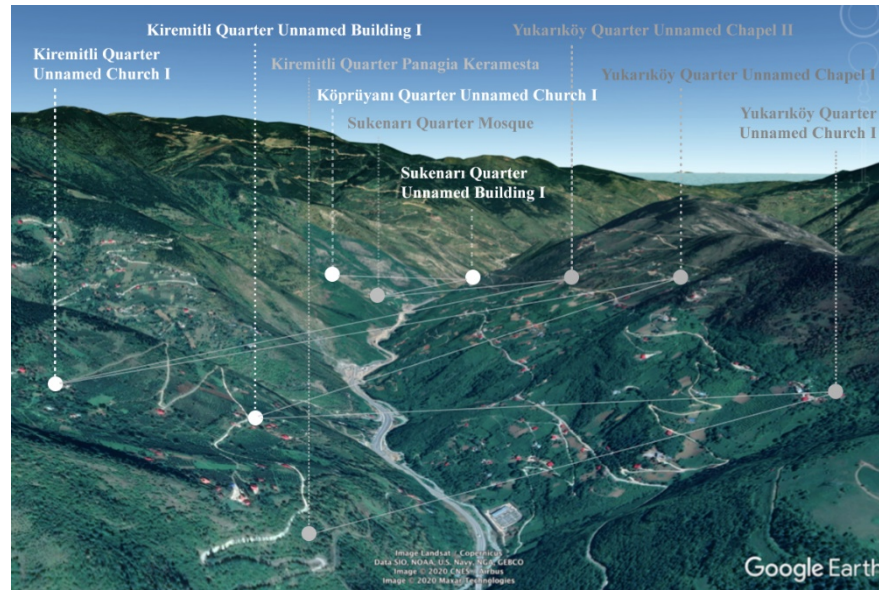 Kiremitli Quarter Unnamed Building I
Yukarıköy Quarter Unnamed Chapel II
Kiremitli Quarter
Unnamed Church I
Kiremitli Quarter Panagia Keramesta
Yukarıköy Quarter Unnamed Chapel I
Köprüyanı Quarter Unnamed Church I
Yukarıköy Quarter
Unnamed Church I
Sukenarı Quarter Mosque
Sukenarı Quarter
Unnamed Building I
Image Landsat / Copernicus
Data SIO, NOAA, U.S. Navy, NGA, GEBCO
Image © 2020 CNES / Airbus
Image © 2020 Maxar Technologies
Google Earth